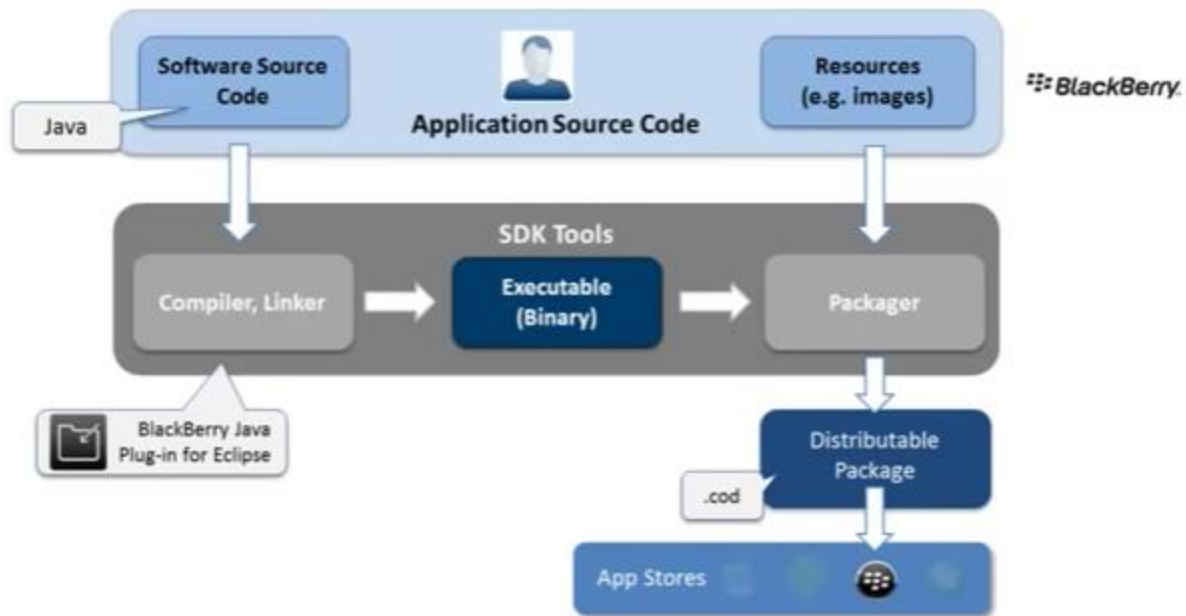 Software Source
Code
Resources
(e.g. images)
BlackBerry
Java
Application Source Code
SDK Tools
Compiler, Linker
Executable
(Binary)
Packager
BlackBerry Java
Plug-in for Eclipse
Distributable
Package
.cod
App Stores